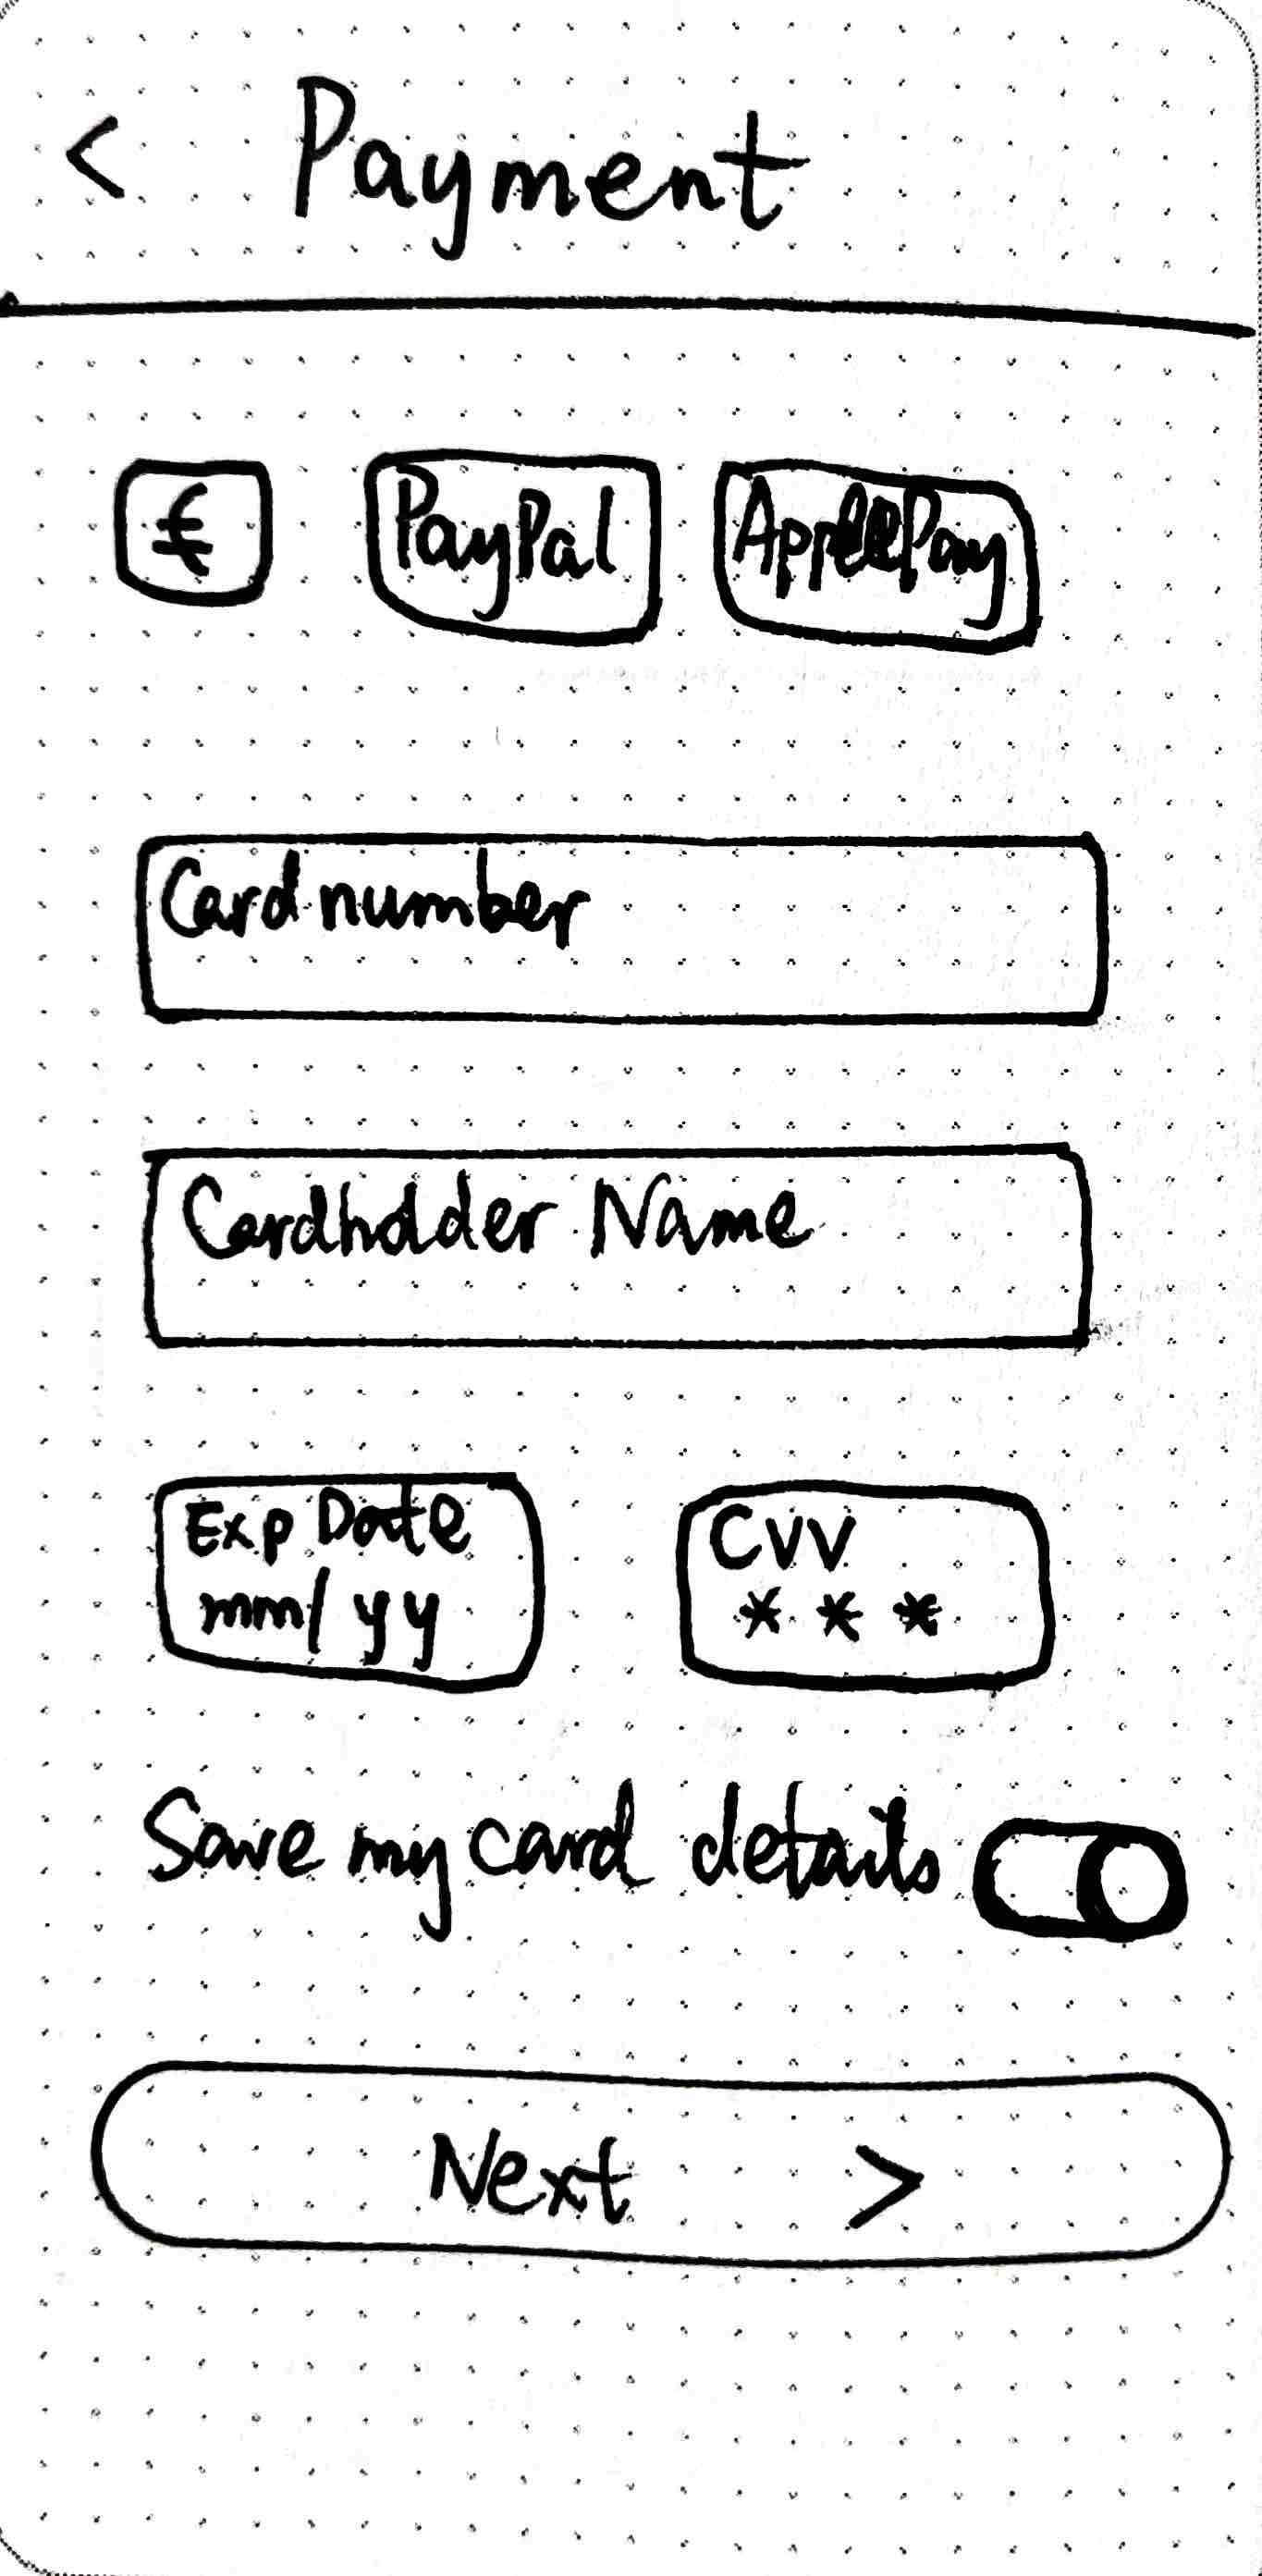 < Payment
€ PayPal ApplePay
Card number
Cardholder Name
Exp Date CVV
mm/yy ***
Save my card details
Next >